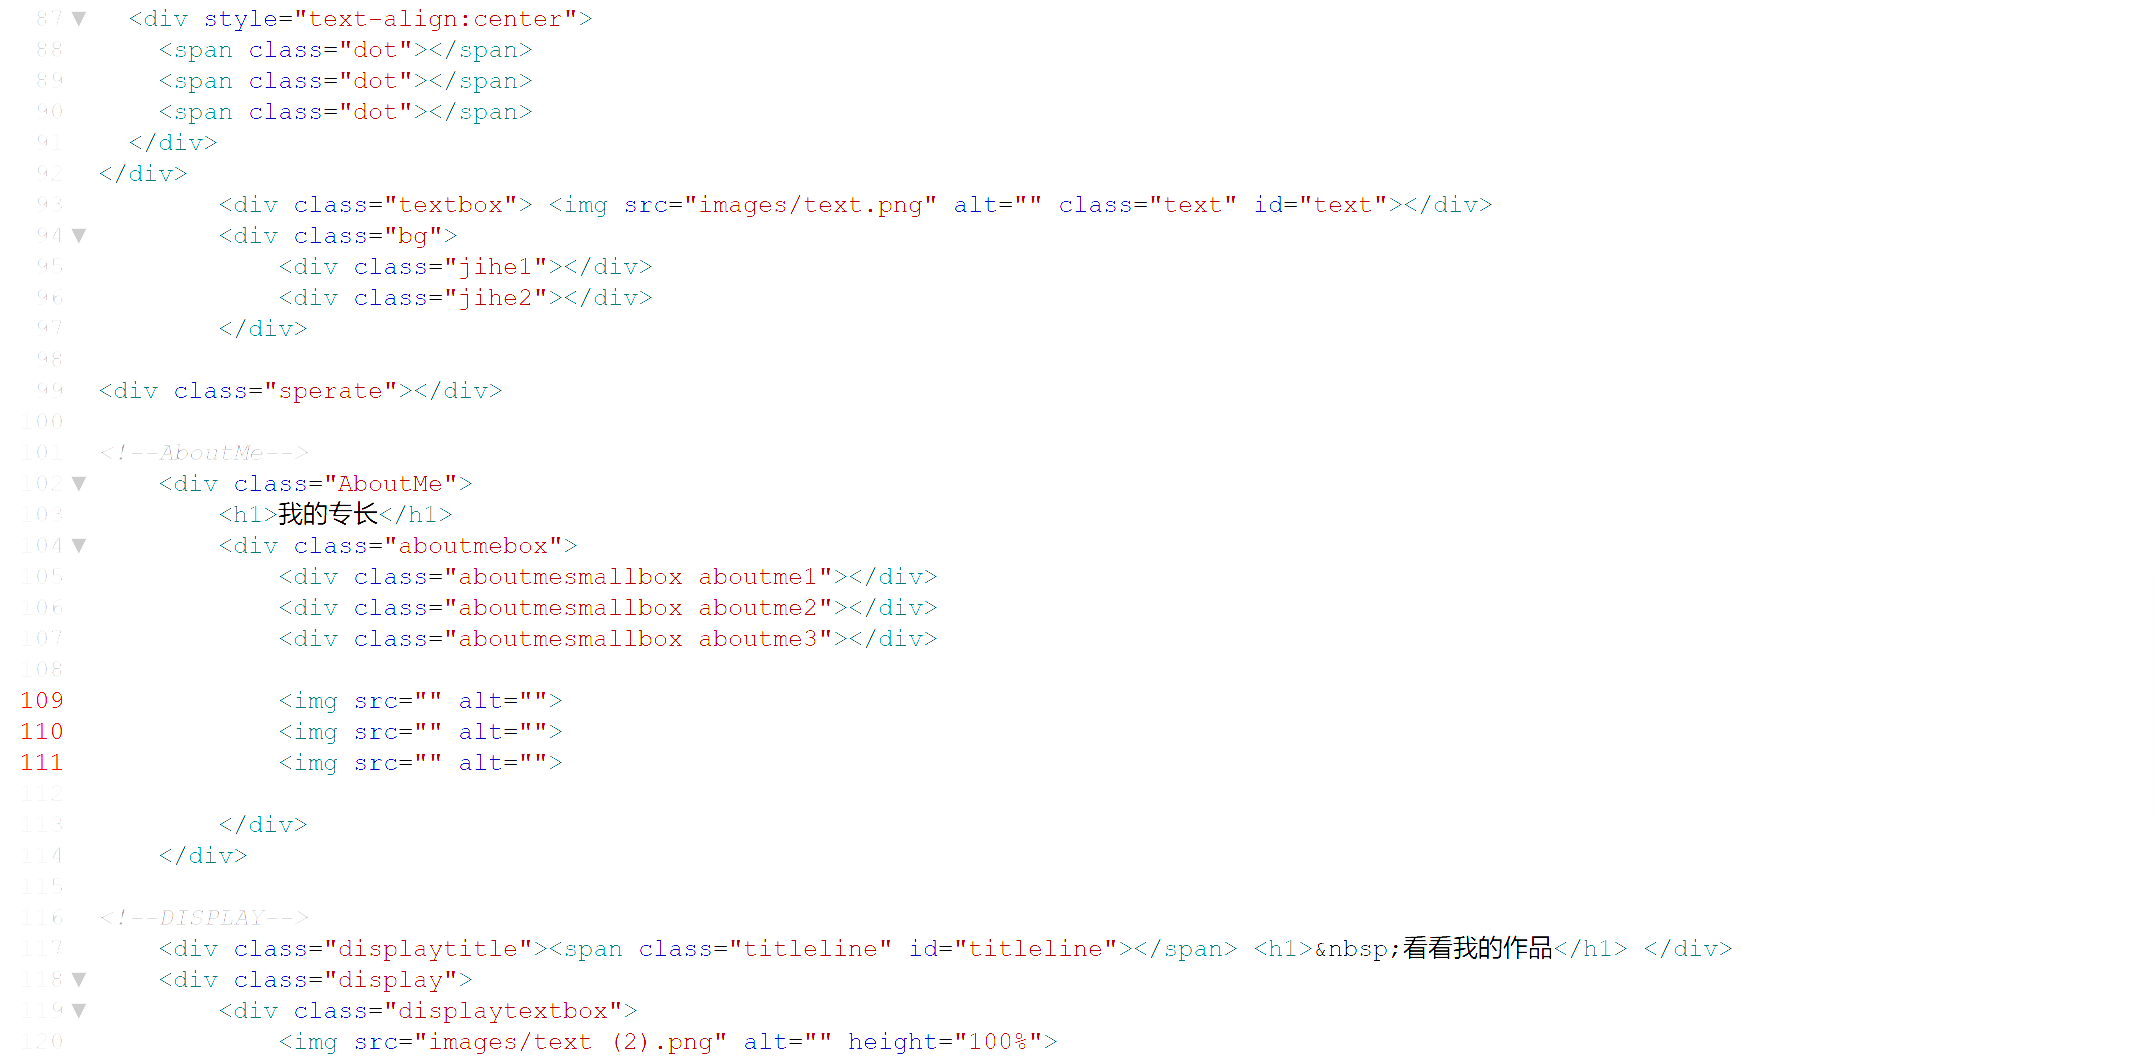 87 ▼ <div style="text-align:center">
88 <span class="dot"></span>
89 <span class="dot"></span>
90 <span class="dot"></span>
91 </div>
92 </div>
93 <div class="textbox"> <img src="images/text.png" alt="" class="text" id="text"></div>
94 ▼ <div class="bg">
95 <div class="jihe1"></div>
96 <div class="jihe2"></div>
97 </div>
98
99 <div class="sperate"></div>
100
101 <!--AboutMe-->
102 ▼ <div class="AboutMe">
103 <h1>我的专长</h1>
104 ▼ <div class="aboutmebox">
105 <div class="aboutmesmallbox aboutme1"></div>
106 <div class="aboutmesmallbox aboutme2"></div>
107 <div class="aboutmesmallbox aboutme3"></div>
108
109 <img src="" alt="">
110 <img src="" alt="">
111 <img src="" alt="">
112
113 </div>
114 </div>
115
116 <!--DISPLAY-->
117 <div class="displaytitle"><span class="titleline" id="titleline"></span> <h1>&nbsp;看看我的作品</h1> </div>
118 ▼ <div class="display">
119 ▼ <div class="displaytextbox">
120 <img src="images/text (2).png" alt="" height="100%">